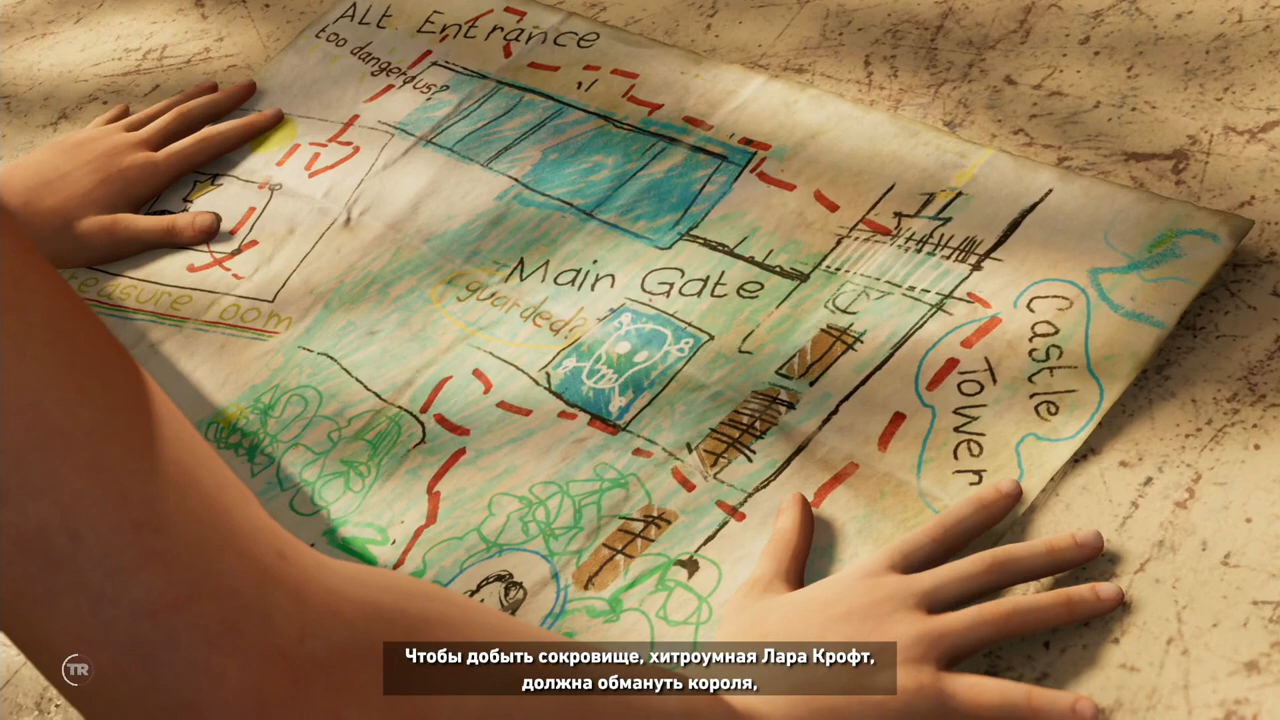 Alt. Entrance
too dangerous?
Main Gate
guarded?
Castle
Tower
treasure room
TR
Чтобы добыть сокровище, хитроумная Лара Крофт,
должна обмануть короля,